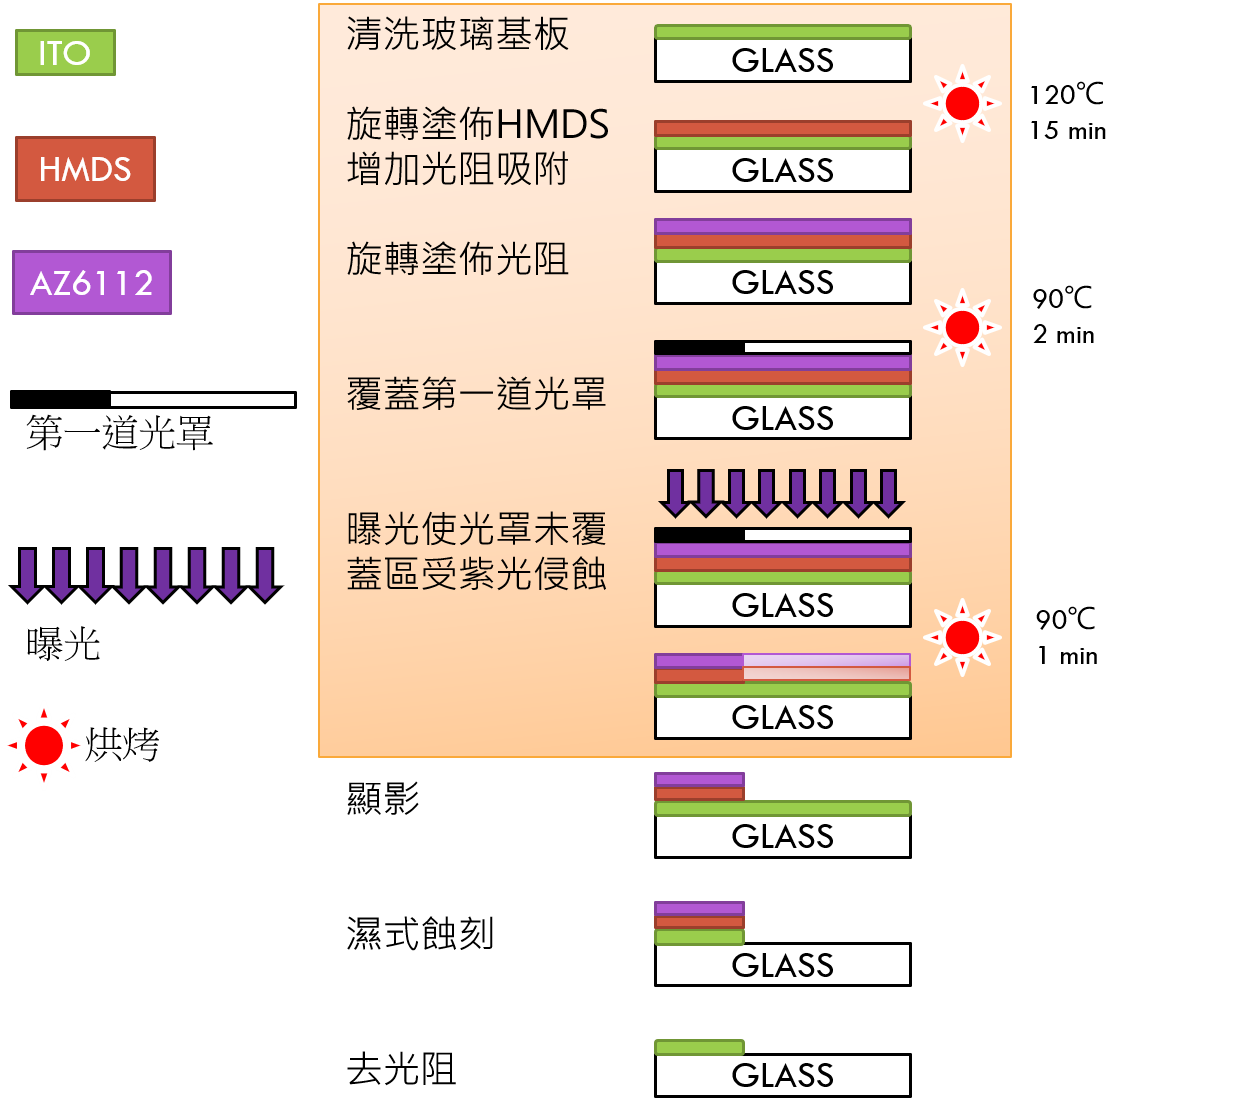 ITO
HMDS
AZ6112
第一道光罩
曝光
烘烤
清洗玻璃基板
GLASS
120℃
15 min
旋轉塗佈HMDS
增加光阻吸附
GLASS
旋轉塗佈光阻
GLASS
90℃
2 min
覆蓋第一道光罩
GLASS
曝光使光罩未覆
蓋區受紫光侵蝕
GLASS
90℃
1 min
GLASS
顯影
GLASS
濕式蝕刻
GLASS
去光阻
GLASS